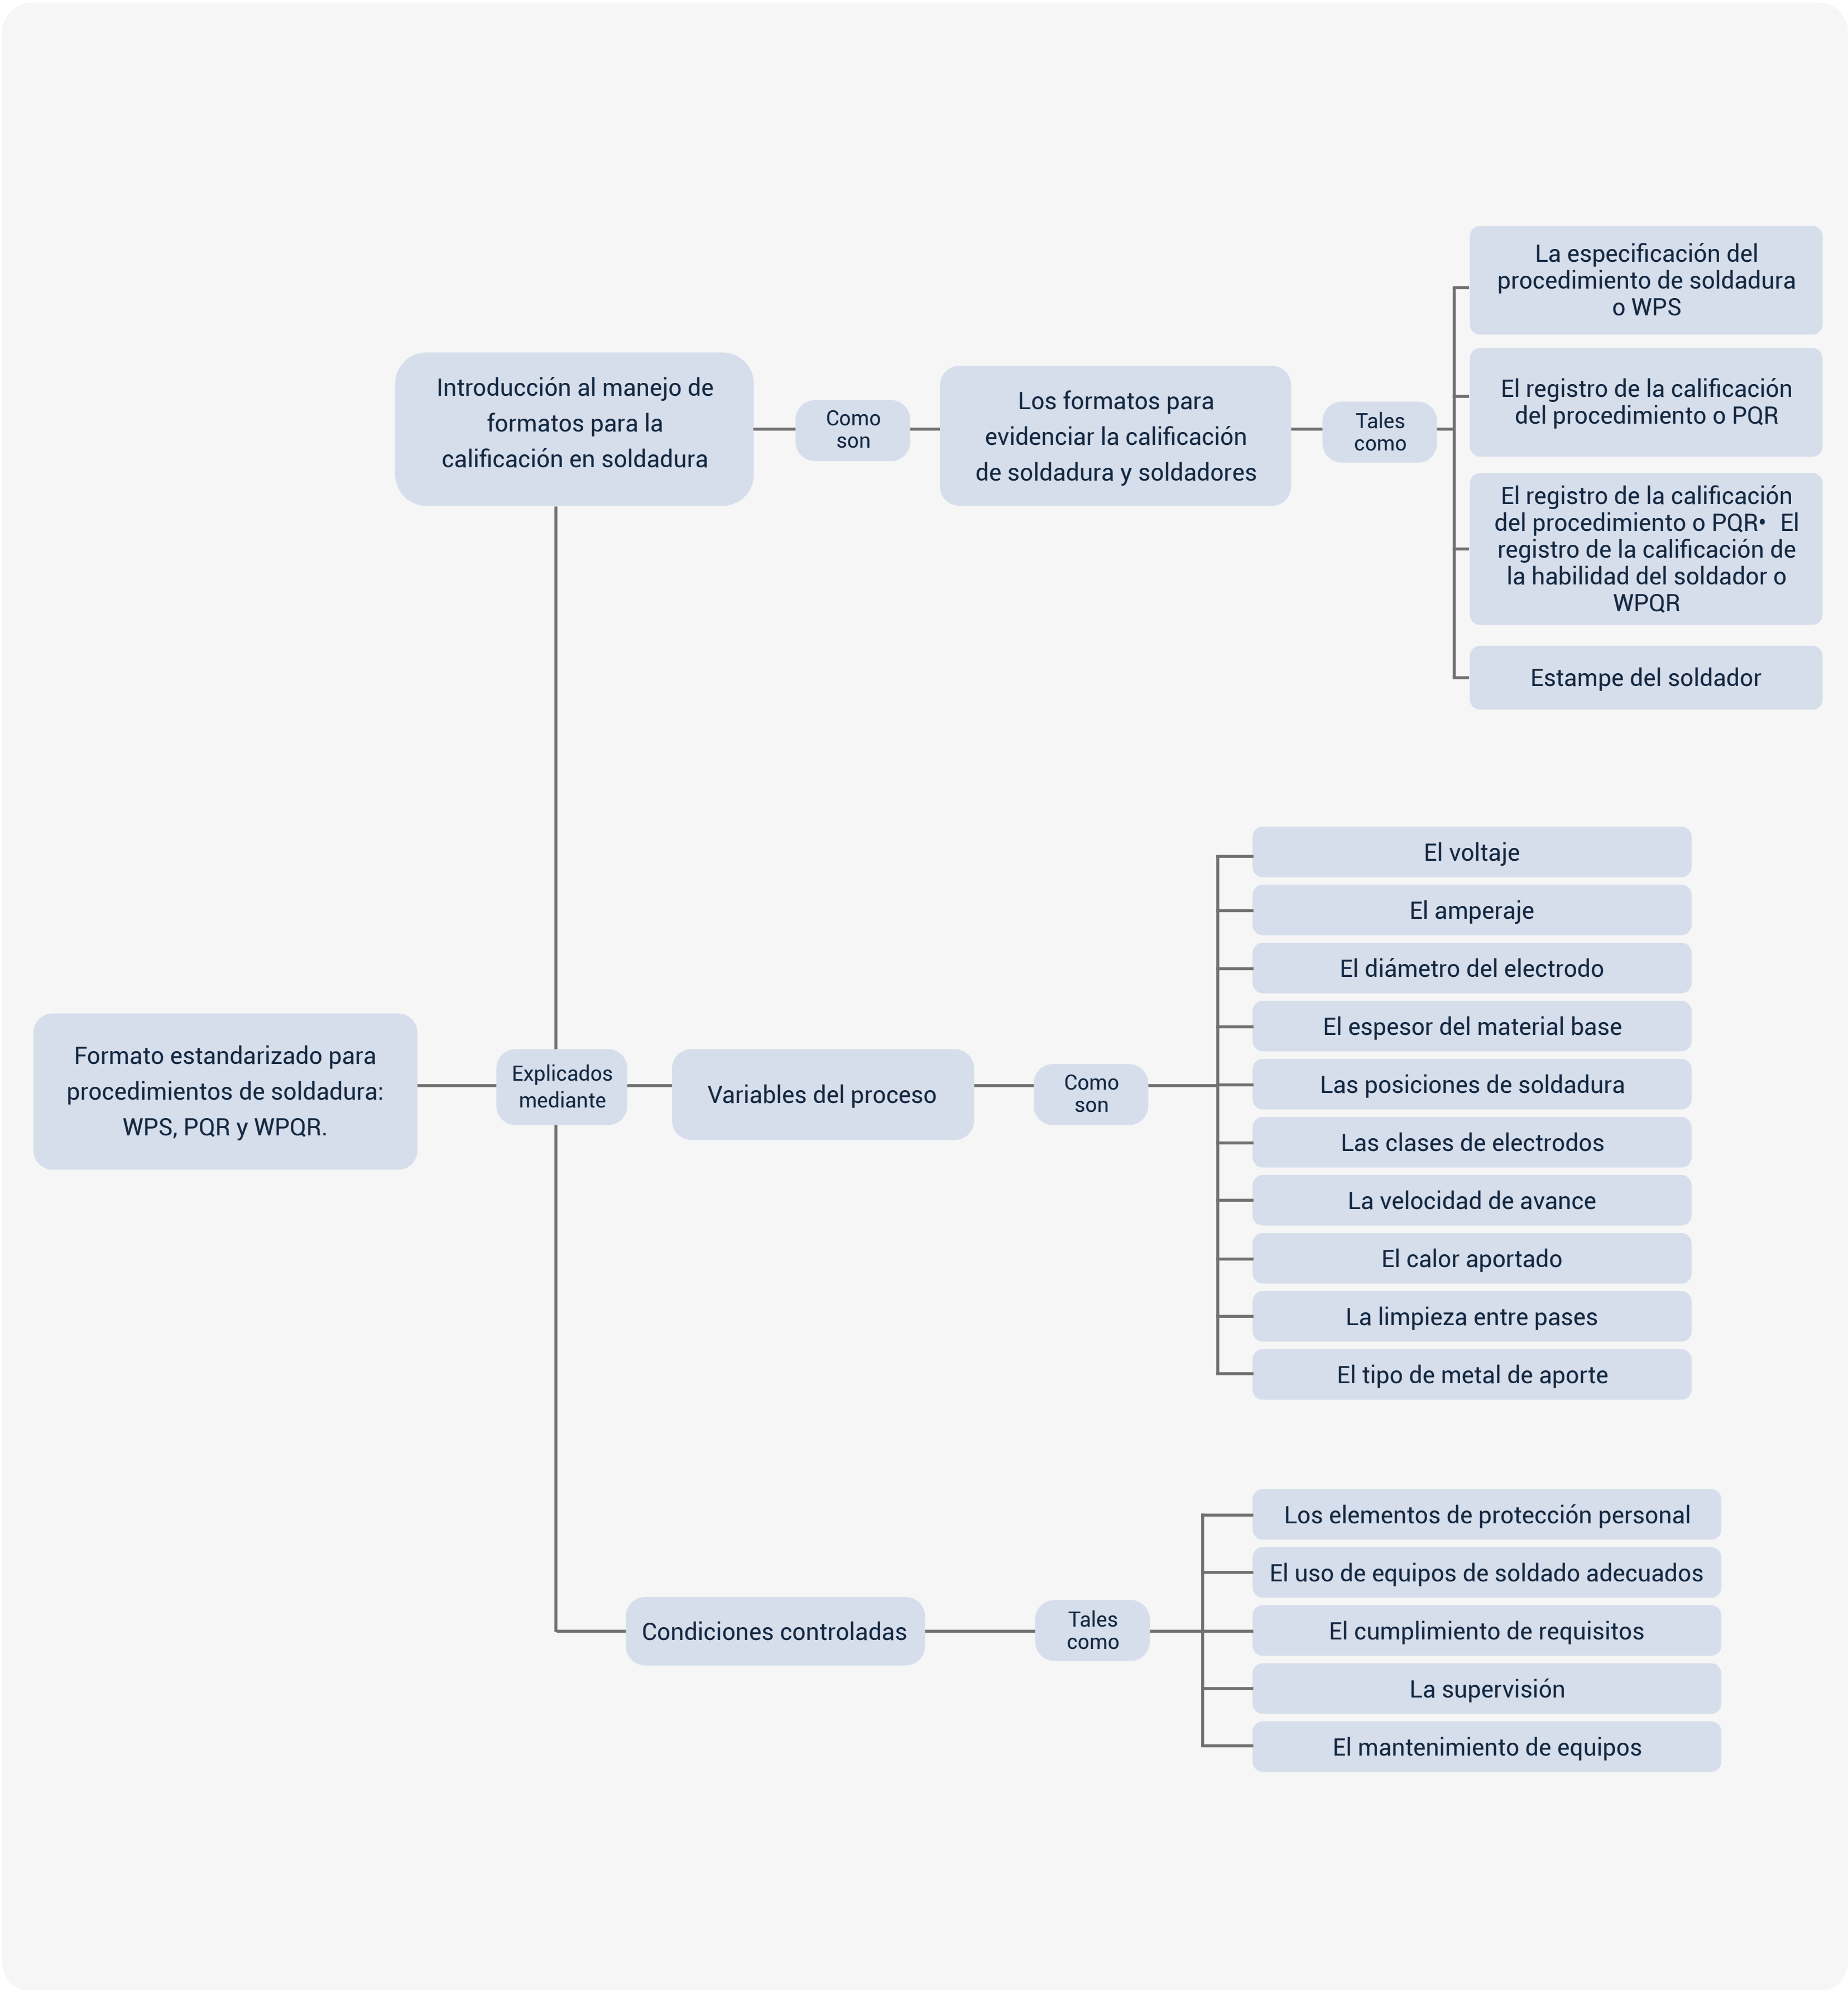 La especificación del
procedimiento de soldadura
o WPS
Introducción al manejo de
formatos para la
calificación en soldadura
Como
son
Los formatos para
evidenciar la calificación
de soldadura y soldadores
Tales
como
El registro de la calificación
del procedimiento o PQR
El registro de la calificación
del procedimiento o PQR•  El
registro de la calificación de
la habilidad del soldador o
WPQR
Estampe del soldador
Formato estandarizado para
procedimientos de soldadura:
WPS, PQR y WPQR.
Explicados
mediante
Variables del proceso
Como
son
El voltaje
El amperaje
El diámetro del electrodo
El espesor del material base
Las posiciones de soldadura
Las clases de electrodos
La velocidad de avance
El calor aportado
La limpieza entre pases
El tipo de metal de aporte
Condiciones controladas
Tales
como
Los elementos de protección personal
El uso de equipos de soldado adecuados
El cumplimiento de requisitos
La supervisión
El mantenimiento de equipos